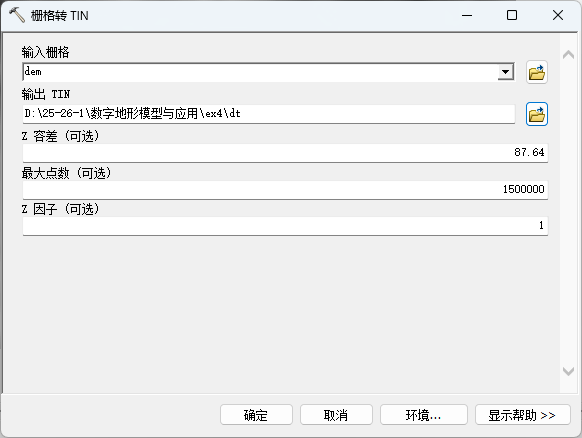 栅格转 TIN
输入栅格
dem
输出 TIN
D:\25-26-1\数字地形模型与应用\ex4\dt
Z 容差 (可选)
87.64
最大点数 (可选)
1500000
Z 因子 (可选)
1
确定 取消 环境... 显示帮助 >>